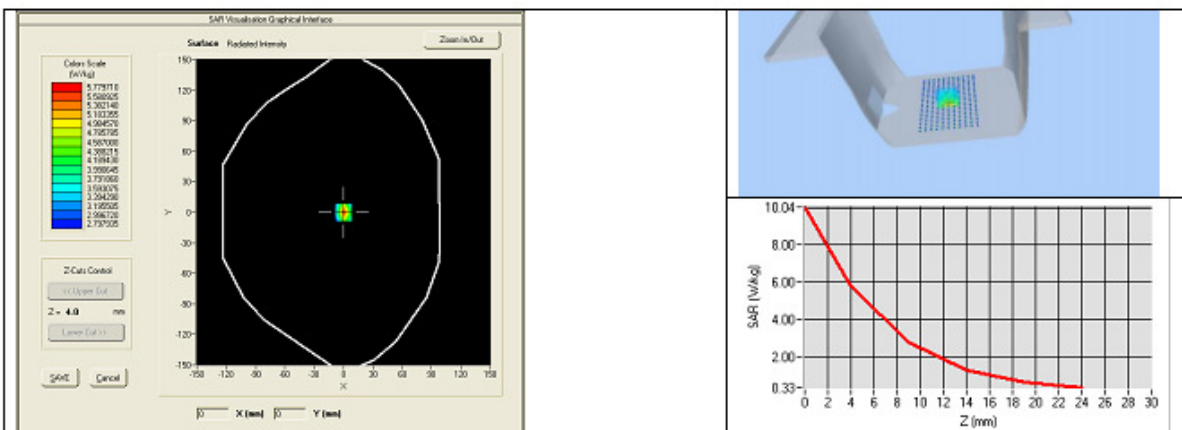 SAR Visualisation Graphical Interface
Surface Radiated Intensity
Zoom In/Out
Colors Scale
(W/kg)
5.779710
5.580925
5.382140
5.183355
4.984570
4.785785
4.587000
4.388215
4.189430
3.990645
3.791860
3.593075
3.394290
3.195505
2.996720
2.797935
150
120
90
60
30
Y
0
-30
-60
-90
-120
-150
-150 -120 -90 -60 -30 0 30 60 90 120 150
X
Z-Cuts Control
<< Upper Cut
Z = 4.0 mm
Lower Cut >>
SAVE Cancel
0 X (mm) 0 Y (mm)
10.04
8.00
6.00
4.00
2.00
0.33
SAR (W/kg)
0 2 4 6 8 10 12 14 16 18 20 22 24 26 28 30
Z (mm)